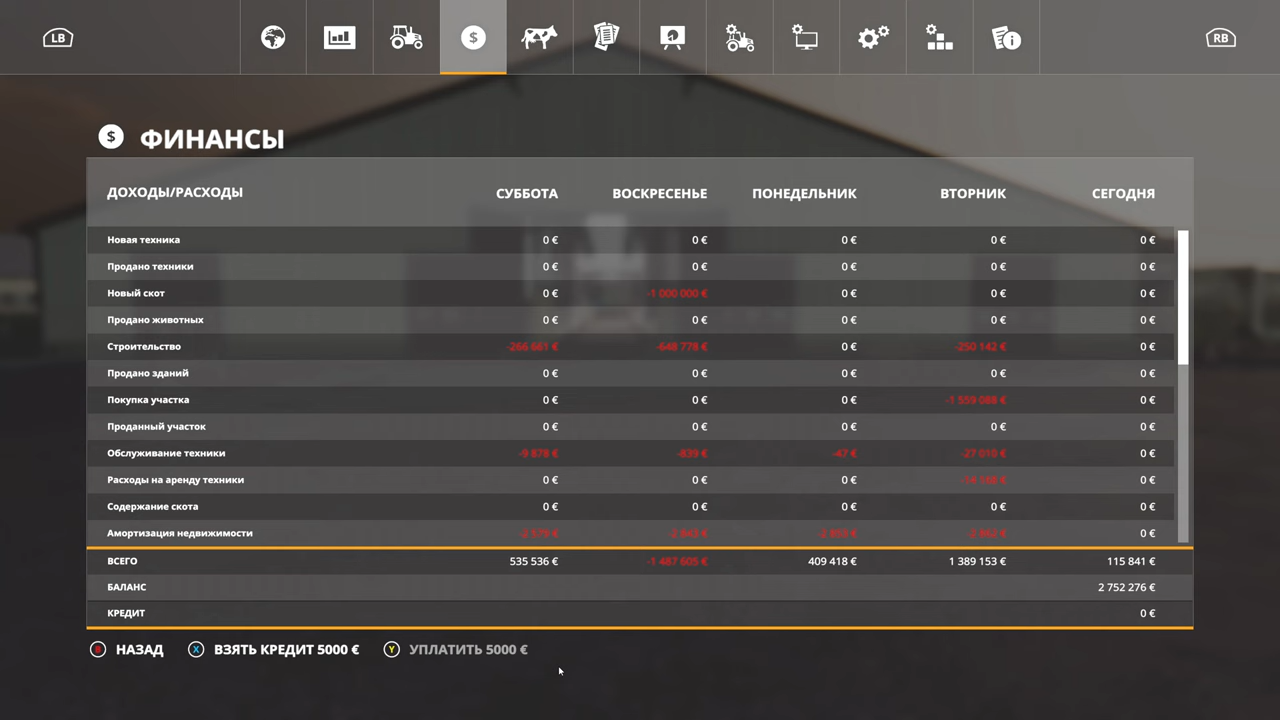 LB
RB
$ ФИНАНСЫ
ДОХОДЫ/РАСХОДЫ СУББОТА ВОСКРЕСЕНЬЕ ПОНЕДЕЛЬНИК ВТОРНИК СЕГОДНЯ
Новая техника 0 € 0 € 0 € 0 € 0 €
Продано техники 0 € 0 € 0 € 0 € 0 €
Новый скот 0 € -1 000 000 € 0 € 0 € 0 €
Продано животных 0 € 0 € 0 € 0 € 0 €
Строительство -266 661 € -648 778 € 0 € -250 142 € 0 €
Продано зданий 0 € 0 € 0 € 0 € 0 €
Покупка участка 0 € 0 € 0 € -1 559 088 € 0 €
Проданный участок 0 € 0 € 0 € 0 € 0 €
Обслуживание техники -9 878 € -839 € -47 € -27 010 € 0 €
Расходы на аренду техники 0 € 0 € 0 € 0 €
Содержание скота 0 € 0 € 0 € 0 € 0 €
Амортизация недвижимости 0 €
ВСЕГО 535 536 € -1 487 605 € 409 418 € 1 389 153 € 115 841 €
БАЛАНС 2 752 276 €
КРЕДИТ 0 €
B НАЗАД X ВЗЯТЬ КРЕДИТ 5000 € Y УПЛАТИТЬ 5000 €